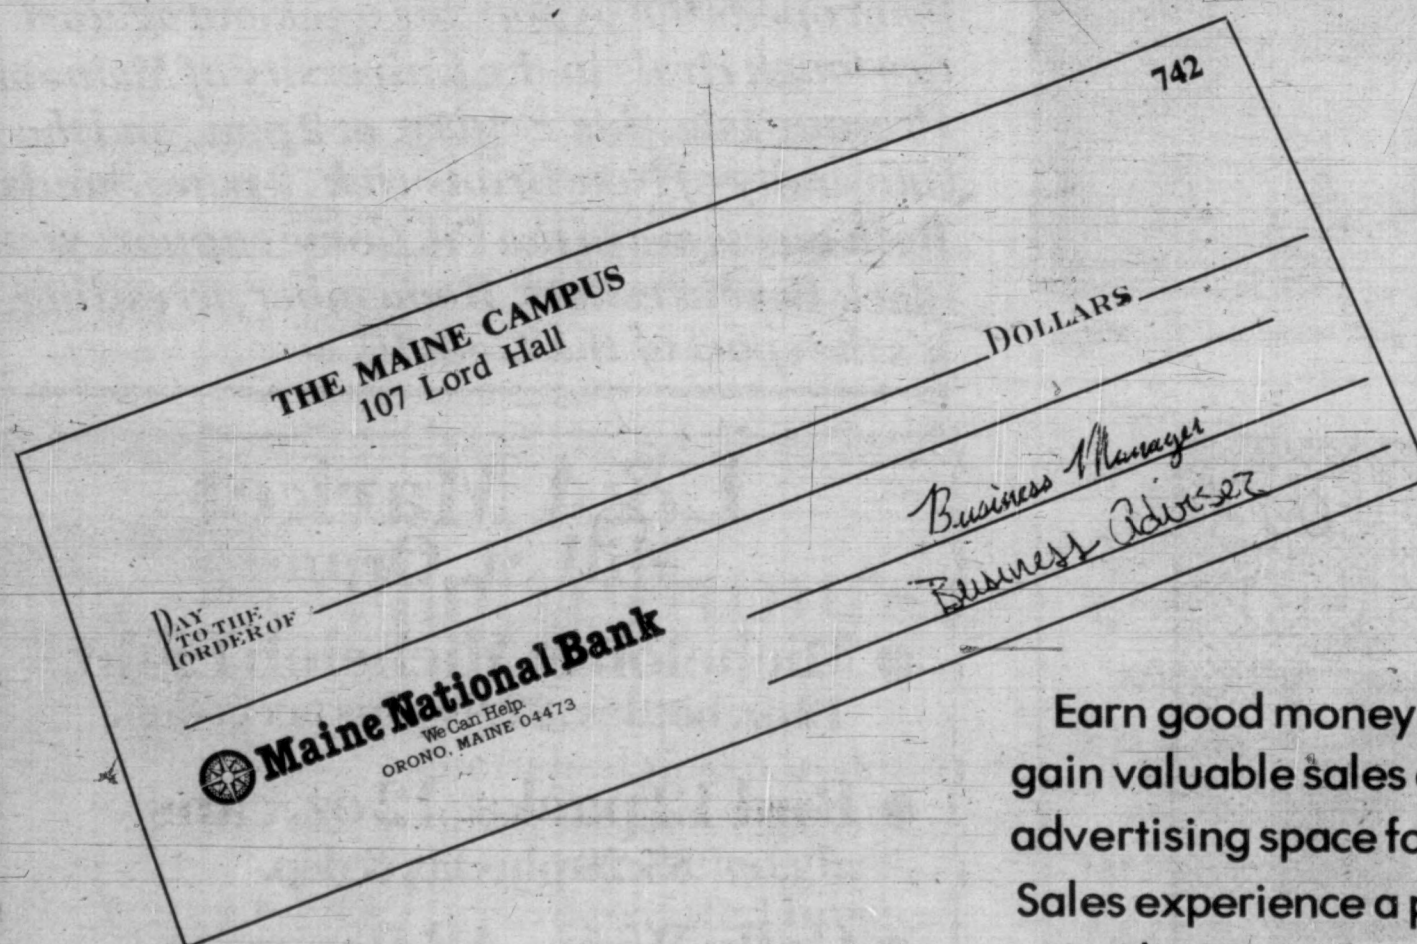 742
THE MAINE CAMPUS
107 Lord Hall
DOLLARS
PAY
TO THE
ORDER OF
Business Manager
Business Adviser
Maine National Bank
We Can Help.
ORONO, MAINE 04473
Earn good money
gain valuable sales
advertising space fo
Sales experience a p